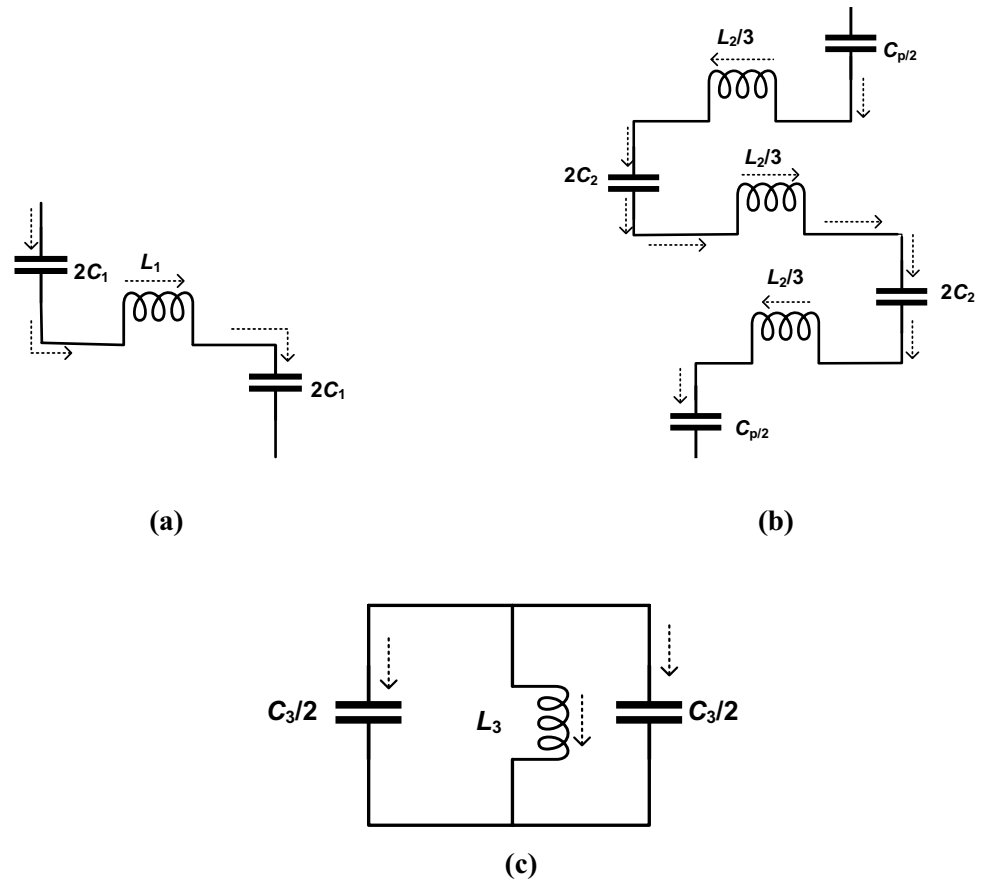 L₂/3
Cp/2
2C₂
L₂/3
2C₁
L₁
L₂/3
2C₂
2C₁
Cp/2
(a)
(b)
C₃/2
L₃
C₃/2
(c)